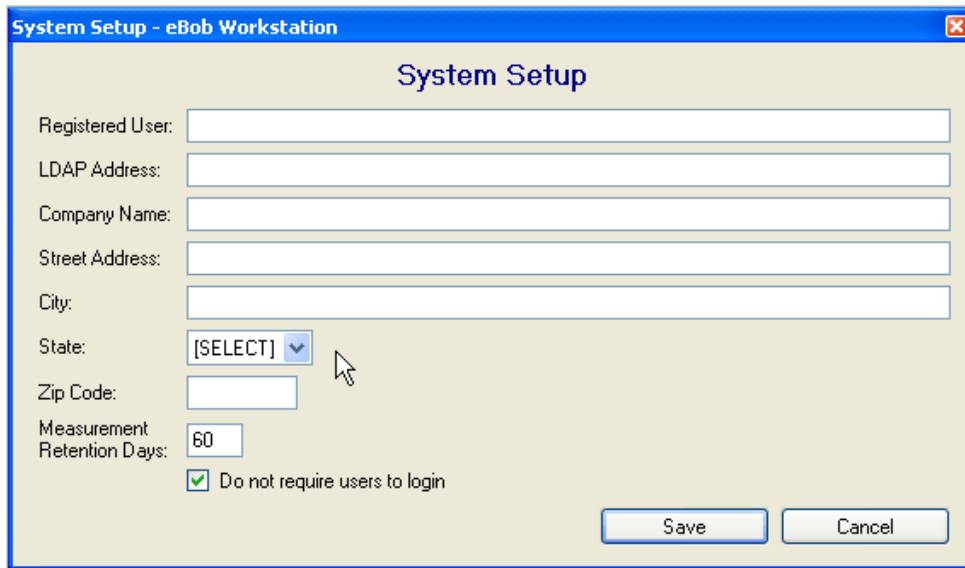 System Setup - eBob Workstation
System Setup
Registered User:
LDAP Address:
Company Name:
Street Address:
City:
State: [SELECT]
Zip Code:
Measurement
Retention Days: 60
Do not require users to login
Save Cancel